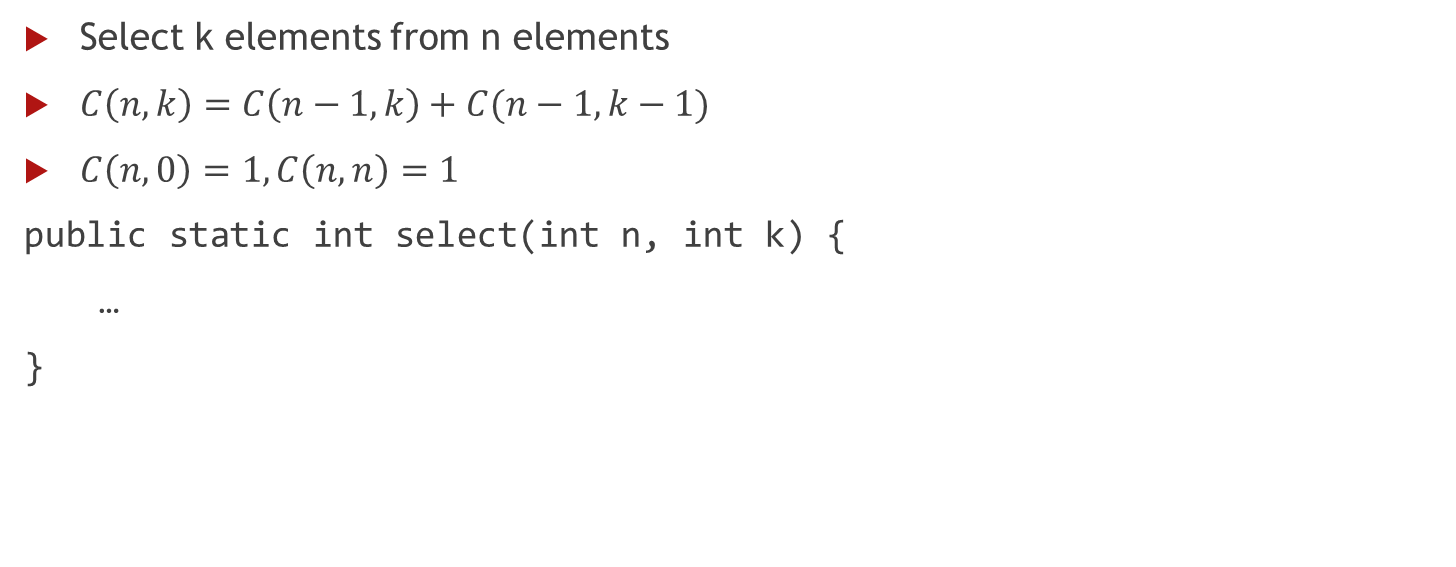 Select k elements from n elements
C(n, k) = C(n − 1, k) + C(n − 1, k − 1)
C(n, 0) = 1, C(n, n) = 1
public static int select(int n, int k) {
…
}